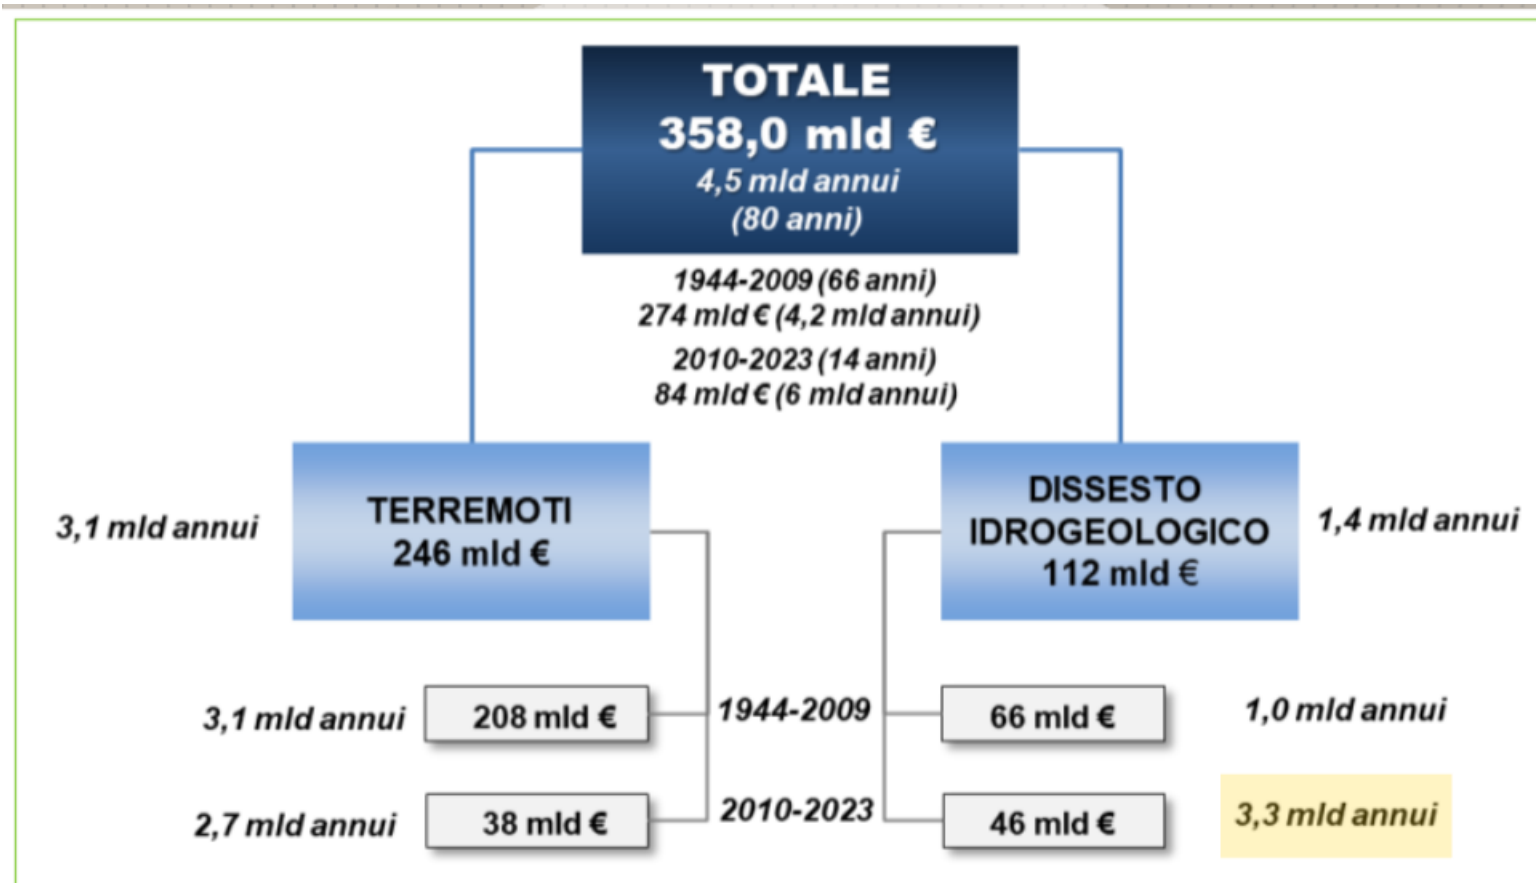 TOTALE
358,0 mld €
4,5 mld annui
(80 anni)
1944-2009 (66 anni)
274 mld € (4,2 mld annui)
2010-2023 (14 anni)
84 mld € (6 mld annui)
3,1 mld annui
TERREMOTI
246 mld €
DISSESTO
IDROGEOLOGICO
112 mld €
1,4 mld annui
3,1 mld annui
208 mld €
1944-2009
66 mld €
1,0 mld annui
2,7 mld annui
38 mld €
2010-2023
46 mld €
3,3 mld annui